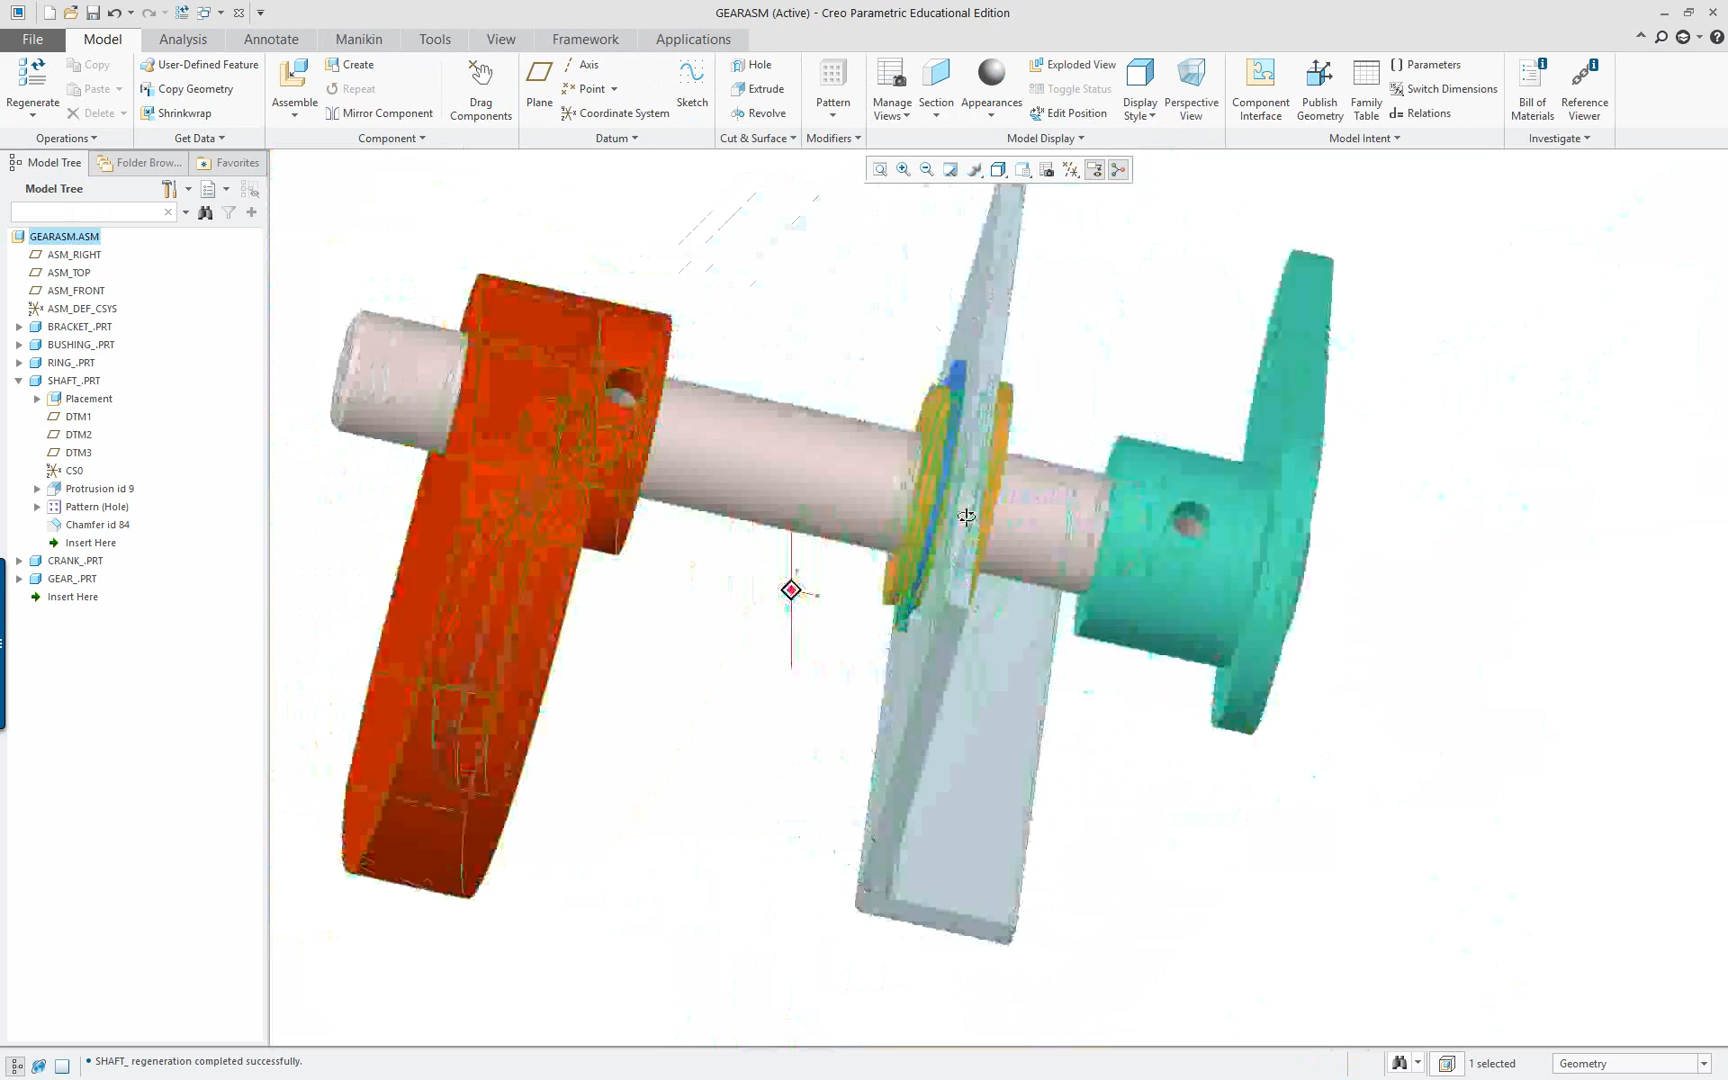 GEARASM (Active) - Creo Parametric Educational Edition
File Model Analysis Annotate Manikin Tools View Framework Applications
Regenerate
Copy
Paste
Delete
Operations
User-Defined Feature
Copy Geometry
Shrinkwrap
Get Data
Assemble
Create
Repeat
Mirror Component
Drag Components
Component
Plane
Axis
Point
Coordinate System
Sketch
Datum
Hole
Extrude
Revolve
Cut & Surface
Pattern
Modifiers
Manage Views
Section
Appearances
Exploded View
Toggle Status
Edit Position
Display Style
Perspective View
Model Display
Component Interface
Publish Geometry
Family Table
Parameters
Switch Dimensions
d= Relations
Model Intent
Bill of Materials
Reference Viewer
Investigate
Model Tree Folder Brow... Favorites
Model Tree
GEARASM.ASM
ASM_RIGHT
ASM_TOP
ASM_FRONT
ASM_DEF_CSYS
BRACKET_.PRT
BUSHING_.PRT
RING_.PRT
SHAFT_.PRT
Placement
DTM1
DTM2
DTM3
CS0
Protrusion id 9
Pattern (Hole)
Chamfer id 84
Insert Here
CRANK_.PRT
GEAR_.PRT
Insert Here
• SHAFT_ regeneration completed successfully.
1 selected
Geometry